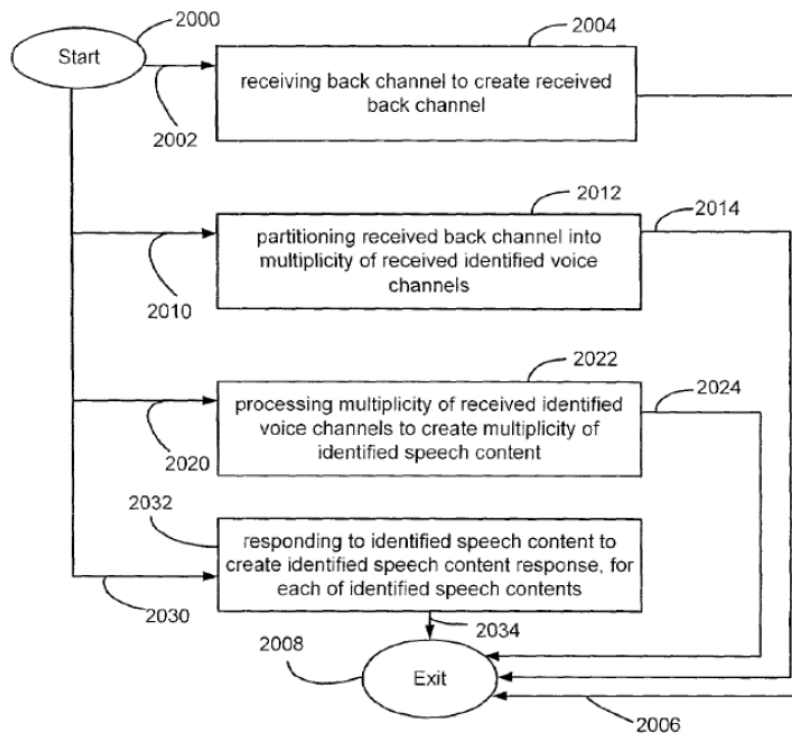 2000
Start
2004
receiving back channel to create received
back channel
2002
2012
2014
partitioning received back channel into
multiplicity of received identified voice
channels
2010
2022
2024
processing multiplicity of received identified
voice channels to create multiplicity of
identified speech content
2020
2032
responding to identified speech content to
create identified speech content response, for
each of identified speech contents
2030
2034
2008
Exit
2006